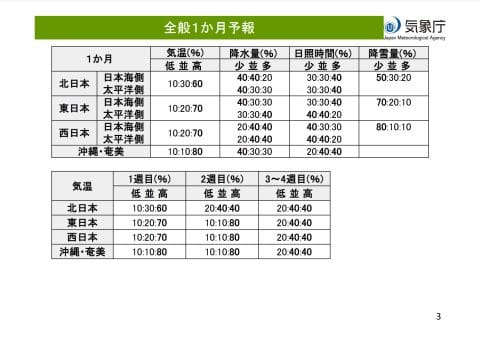 全般１か月予報
気象庁
Japan Meteorological Agency
１か月 気温(%) 降水量(%) 日照時間(%) 降雪量(%)
低 並 高 少 並 多 少 並 多 少 並 多
北日本 日本海側 10:30:60 40:40:20 30:30:40 50:30:20
太平洋側 40:30:30 30:30:40
東日本 日本海側 10:20:70 40:30:30 30:30:40 70:20:10
太平洋側 30:30:40 40:40:20
西日本 日本海側 10:20:70 20:40:40 40:30:30 80:10:10
太平洋側 20:40:40 40:40:20
沖縄・奄美 10:10:80 40:30:30 20:40:40
気温 1週目(%) 2週目(%) 3～4週目(%)
低 並 高 低 並 高 低 並 高
北日本 10:30:60 20:40:40 20:40:40
東日本 10:20:70 10:10:80 20:40:40
西日本 10:20:70 10:10:80 20:40:40
沖縄・奄美 10:10:80 10:10:80 20:40:40
3